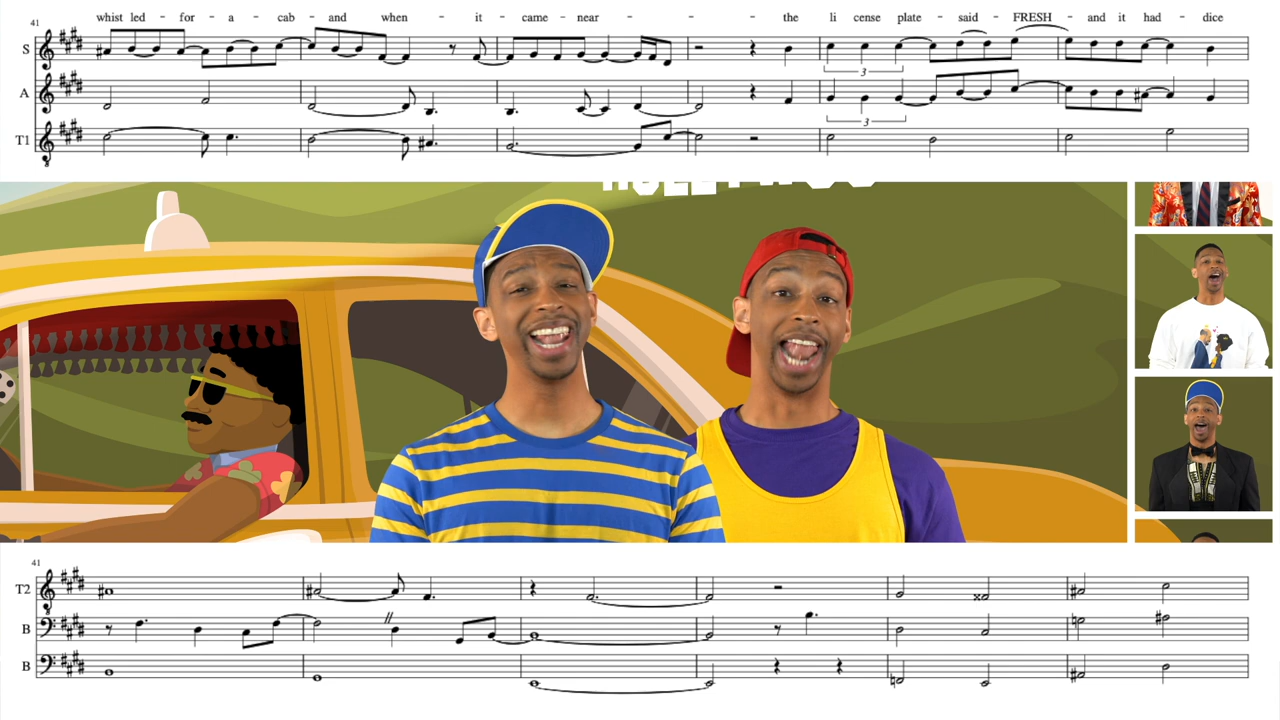 whist led - for - a - cab - and - when - it - came - near - - - the li cense plate - said - FRESH - and it had - dice
41
S
A
3
3
T1
41
T2
B
B